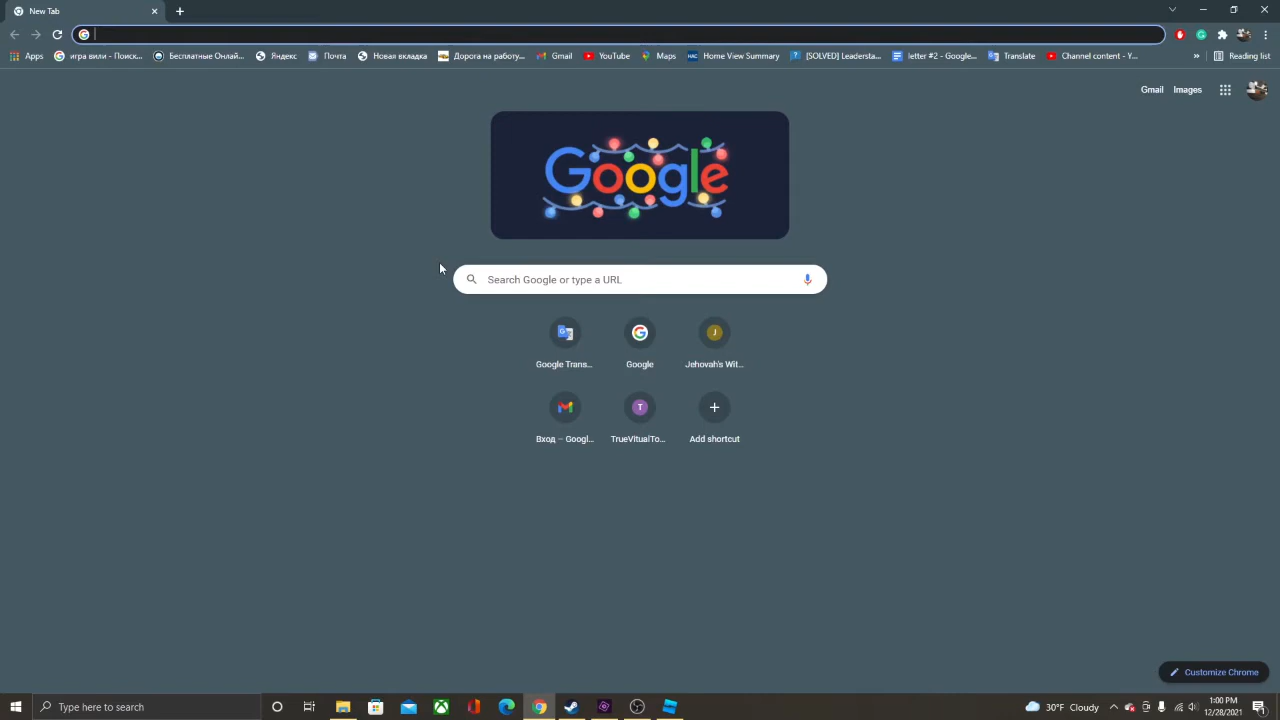 New Tab
Apps игра вили - Поиск... Бесплатные Онлай... Яндекс Почта Новая вкладка Дорога на работу... Gmail YouTube Maps Home View Summary [SOLVED] Leadersta... letter #2 - Google... Translate Channel content - Y... » Reading list
Gmail Images
Google
Search Google or type a URL
Google Trans... Google Jehovah's Wit...
J
Вход – Googl... TrueVitualTo... Add shortcut
T
Customize Chrome
Type here to search
30°F Cloudy
1:00 PM
12/28/2021